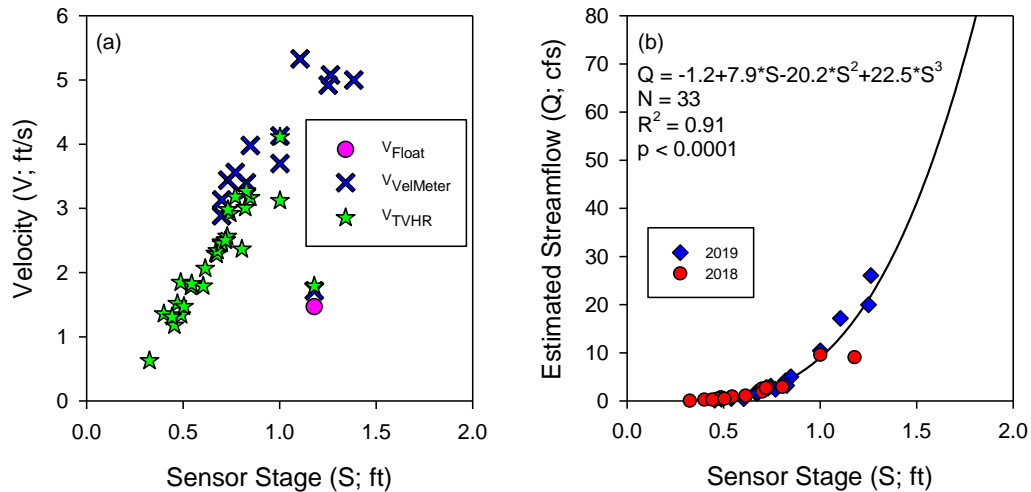 (a)
6
5
4
3
2
1
0
Velocity (V; ft/s)
V_Float
V_VelMeter
V_TVHR
0.0 0.5 1.0 1.5 2.0
Sensor Stage (S; ft)
(b)
Q = -1.2+7.9*S-20.2*S²+22.5*S³
N = 33
R² = 0.91
p < 0.0001
80
70
60
50
40
30
20
10
0
Estimated Streamflow (Q; cfs)
2019
2018
0.0 0.5 1.0 1.5 2.0
Sensor Stage (S; ft)